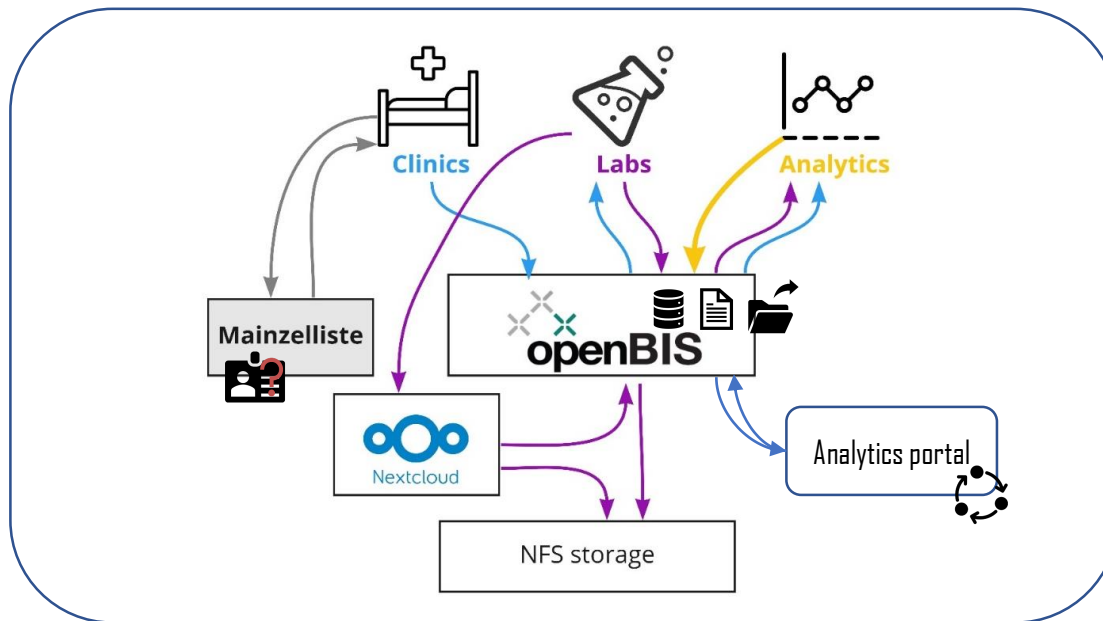 Clinics
Labs
Analytics
Mainzelliste
?
openBIS
Nextcloud
Analytics portal
NFS storage